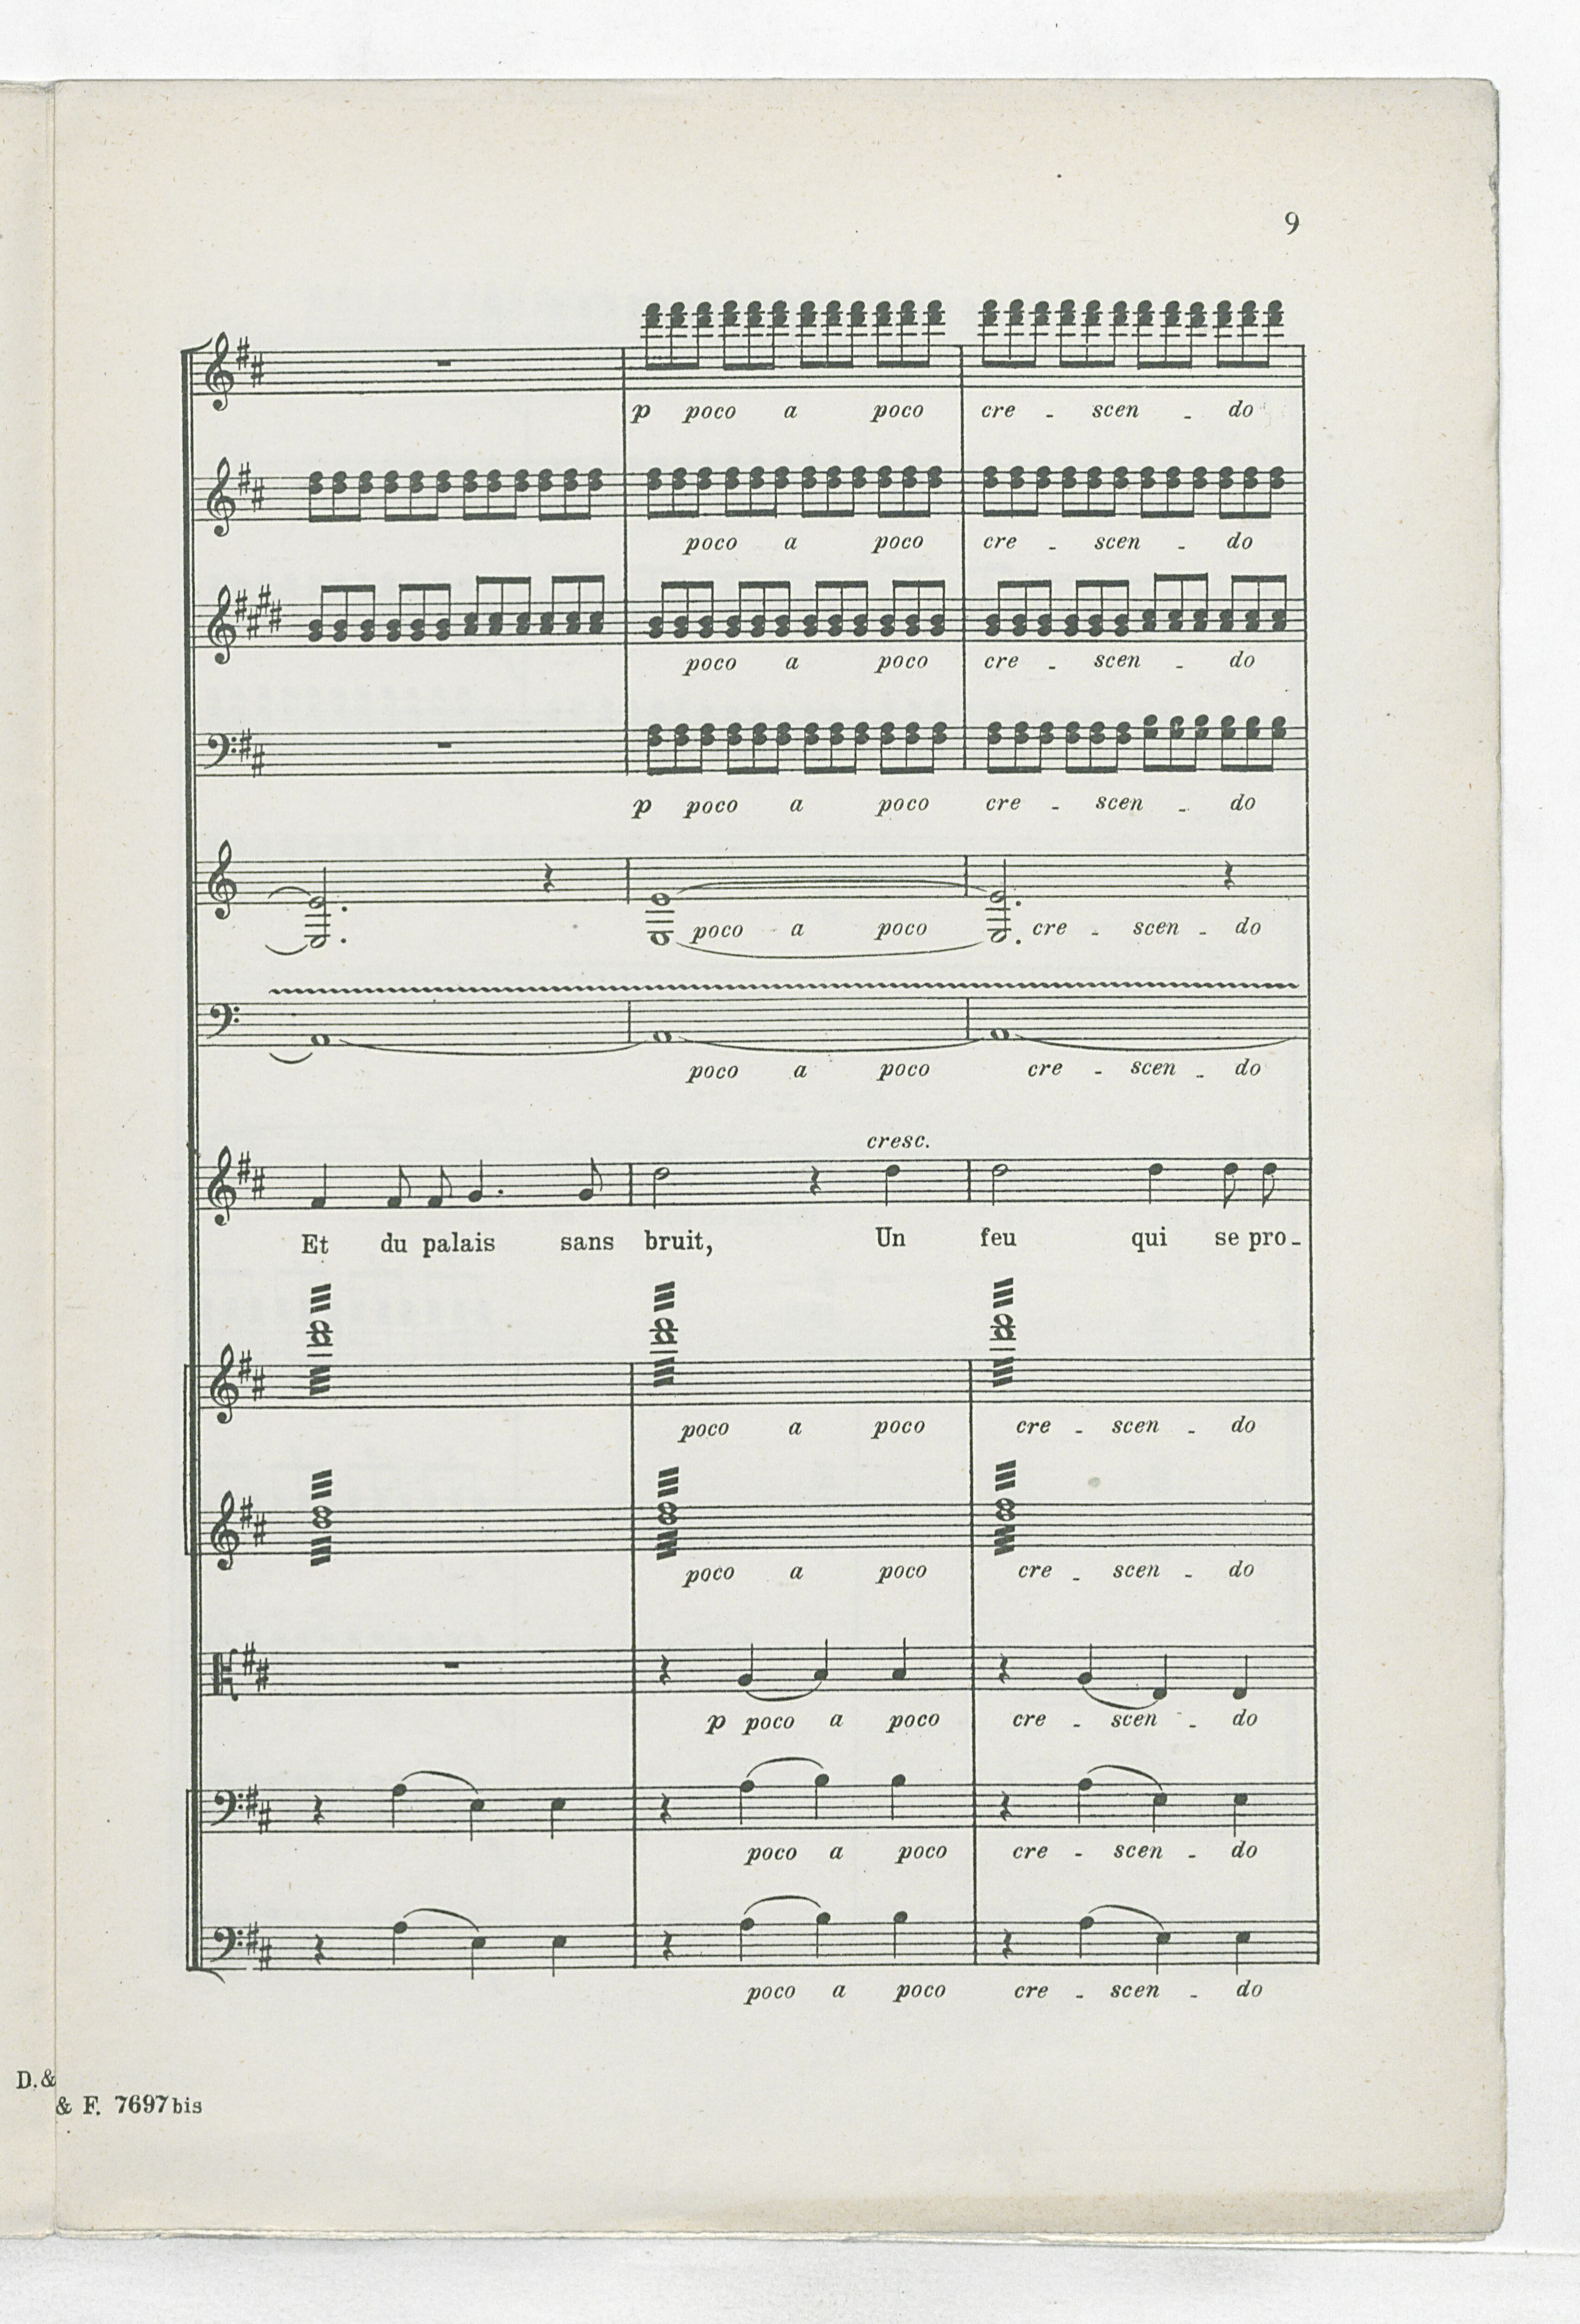 9
p poco a poco cre - scen - do
poco a poco cre - scen - do
poco a poco cre - scen - do
p poco a poco cre - scen - do
poco a poco cre - scen - do
poco a poco cre - scen - do
cresc.
Et du palais sans bruit, Un feu qui se pro-
poco a poco cre - scen - do
poco a poco cre - scen - do
p poco a poco cre - scen - do
poco a poco cre - scen - do
poco a poco cre - scen - do
D.&
& F. 7697 bis